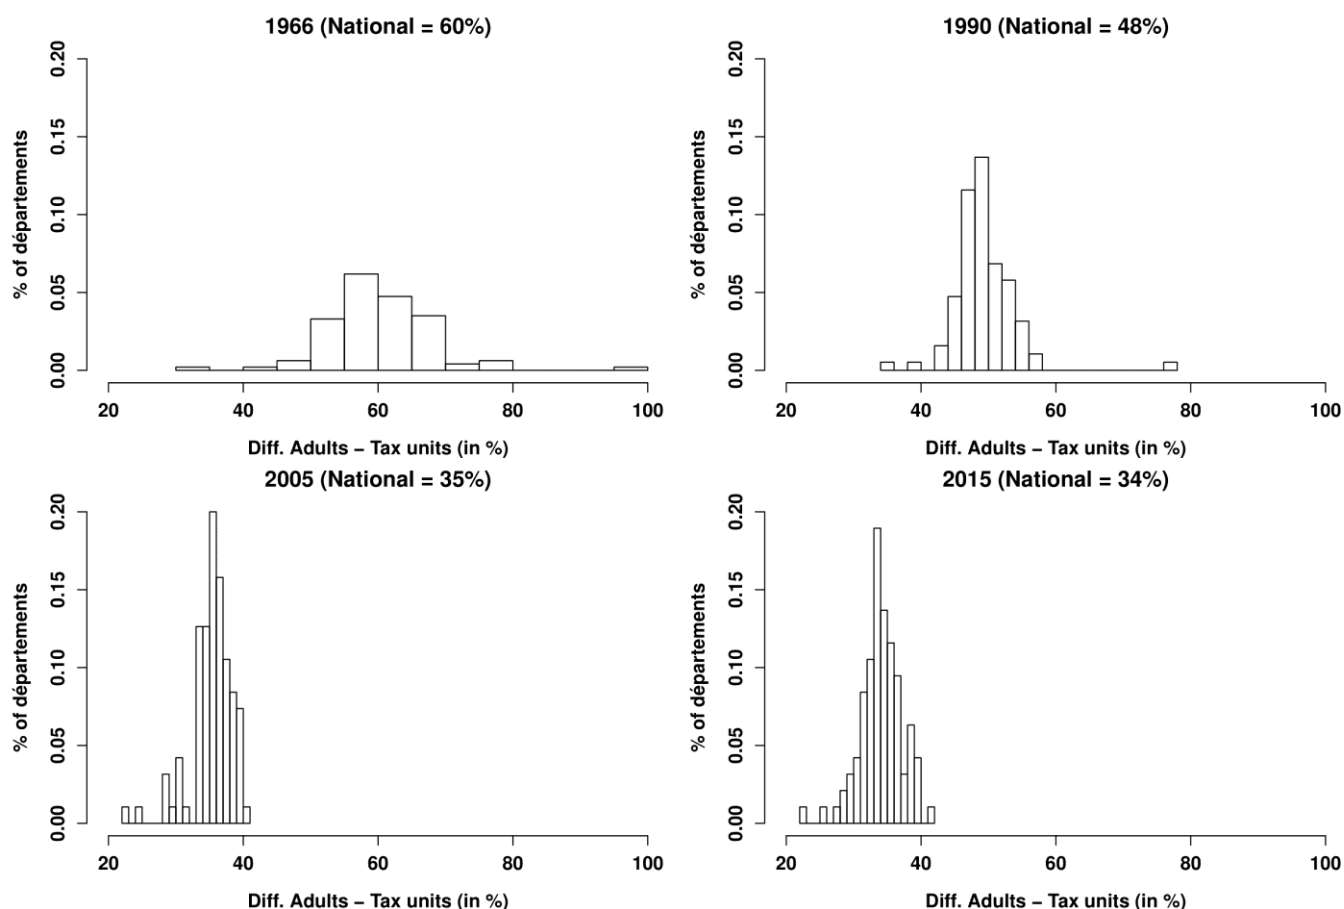 1966 (National = 60%)
% of départements
0.00 0.05 0.10 0.15 0.20
20 40 60 80 100
Diff. Adults − Tax units (in %)
1990 (National = 48%)
% of départements
0.00 0.05 0.10 0.15 0.20
20 40 60 80 100
Diff. Adults − Tax units (in %)
2005 (National = 35%)
% of départements
0.00 0.05 0.10 0.15 0.20
20 40 60 80 100
Diff. Adults − Tax units (in %)
2015 (National = 34%)
% of départements
0.00 0.05 0.10 0.15 0.20
20 40 60 80 100
Diff. Adults − Tax units (in %)